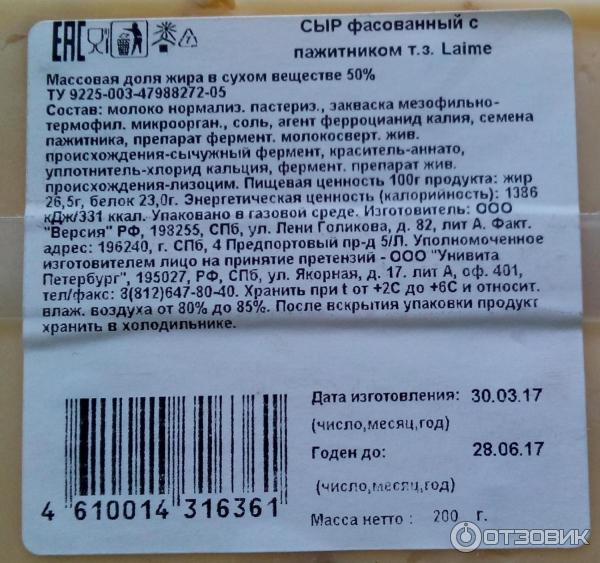 EAC
СЫР фасованный с
пажитником т.з. Laime
Массовая доля жира в сухом веществе 50%
ТУ 9225-003-47988272-05
Состав: молоко нормализ. пастериз., закваска мезофильно-
термофил. микроорган., соль, агент ферроцианид калия, семена
пажитника, препарат фермент. молокосверт. жив.
происхождения-сычужный фермент, краситель-аннато,
уплотнитель-хлорид кальция, фермент. препарат жив.
происхождения-лизоцим. Пищевая ценность 100г продукта: жир
26,5г, белок 23,0г. Энергетическая ценность (калорийность): 1386
кДж/331 ккал. Упаковано в газовой среде. Изготовитель: ООО
"Версия" РФ, 198255, СПб, ул. Лени Голикова, д. 82, лит А. Факт.
адрес: 196240, г. СПб, 4 Предпортовый пр-д 5/Л. Уполномоченное
изготовителем лицо на принятие претензий - ООО "Унивита
Петербург", 195027, РФ, СПб, ул. Якорная, д. 17. лит А, оф. 401,
тел/факс: 8(812)647-80-40. Хранить при t от +2С до +6С и относит.
влаж. воздуха от 80% до 85%. После вскрытия упаковки продукт
хранить в холодильнике.
Дата изготовления: 30.03.17
(число,месяц,год)
Годен до: 28.06.17
(число,месяц,год)
Масса нетто: 200 г.
4 610014 316361
ОТЗОВИК